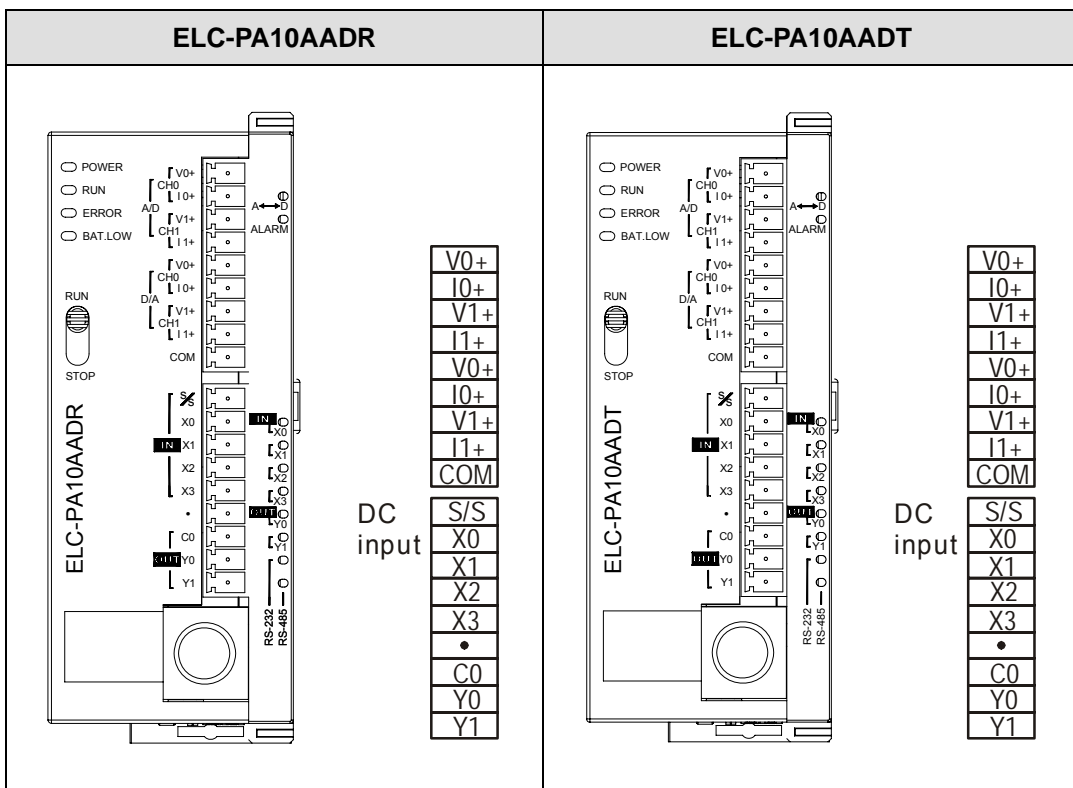 ELC-PA10AADR
ELC-PA10AADT
POWER
RUN
ERROR
BAT.LOW
RUN
STOP
ELC-PA10AADR
A/D
CH0
V0+
I0+
CH1
V1+
I1+
D/A
CH0
V0+
I0+
CH1
V1+
I1+
COM
S/S
X0
IN X1
X2
X3
•
C0
OUT Y0
Y1
A↔D
ALARM
IN
X0
X1
X2
X3
OUT
Y0
Y1
RS-232
RS-485
DC
input
V0+
I0+
V1+
I1+
V0+
I0+
V1+
I1+
COM
S/S
X0
X1
X2
X3
•
C0
Y0
Y1
POWER
RUN
ERROR
BAT.LOW
RUN
STOP
ELC-PA10AADT
A/D
CH0
V0+
I0+
CH1
V1+
I1+
D/A
CH0
V0+
I0+
CH1
V1+
I1+
COM
S/S
X0
IN X1
X2
X3
•
C0
OUT Y0
Y1
A↔D
ALARM
IN
X0
X1
X2
X3
OUT
Y0
Y1
RS-232
RS-485
DC
input
V0+
I0+
V1+
I1+
V0+
I0+
V1+
I1+
COM
S/S
X0
X1
X2
X3
•
C0
Y0
Y1